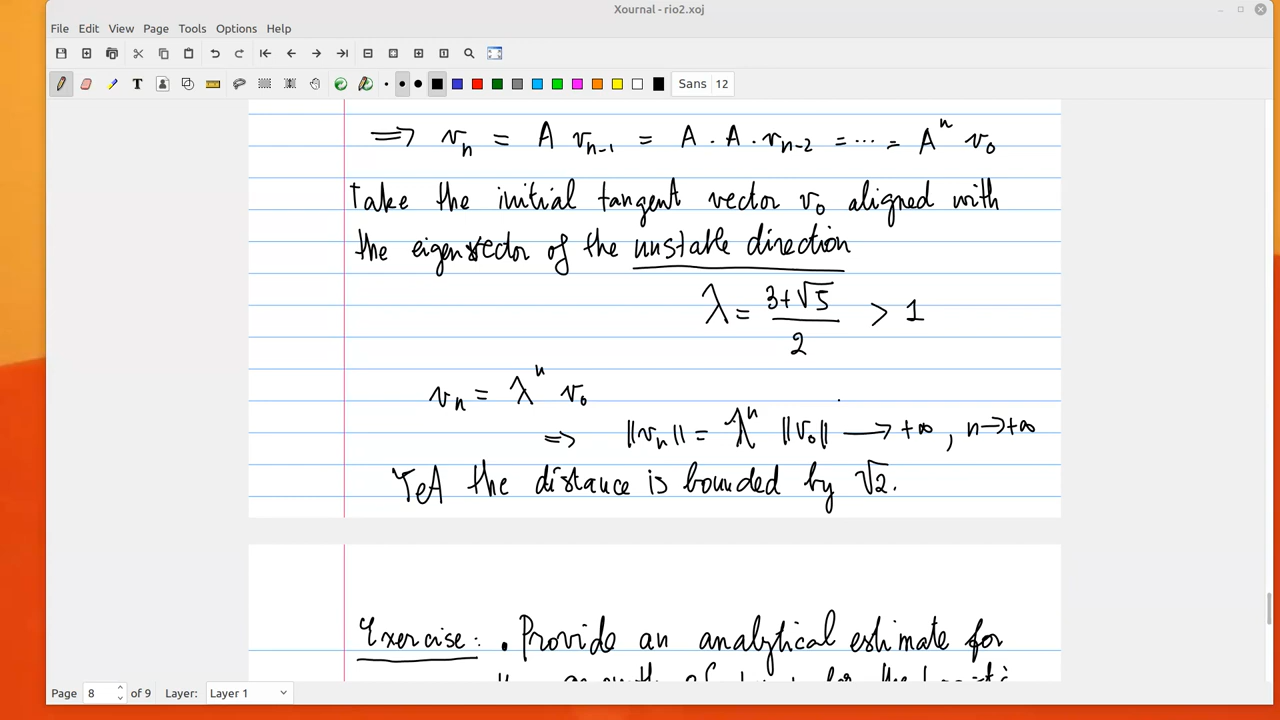 Xournal - rio2.xoj
File Edit View Page Tools Options Help
Sans 12
⟹ v_n = A v_{n-1} = A . A . v_{n-2} = ... = A^n v_0
Take the initial tangent vector v_0 aligned with
the eigenvector of the unstable direction
λ = (3+√5)/2 > 1
v_n = λ^n v_0
⟹ ||v_n|| = λ^n ||v_0|| ⟶ +∞, n→+∞
the distance is bounded by √2.
Exercise: . Provide an analytical estimate for
Page 8 of 9 Layer: Layer 1